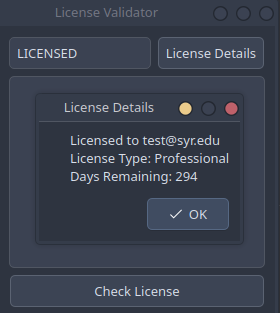 License Validator
LICENSED
License Details
License Details
Licensed to test@syr.edu
License Type: Professional
Days Remaining: 294
OK
Check License